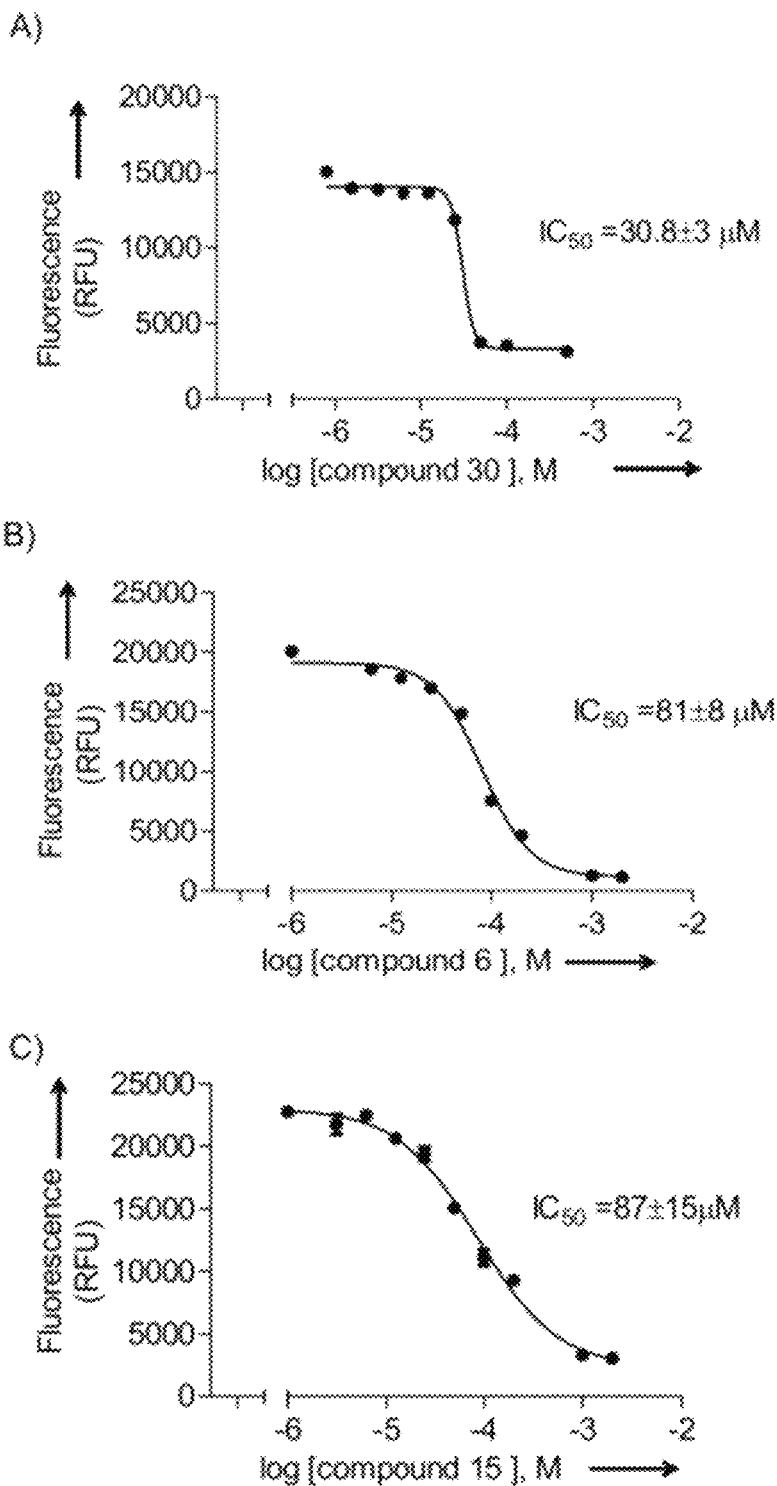 A)
20000
15000
10000
5000
0
Fluorescence
(RFU)
IC50 =30.8±3 μM
-6 -5 -4 -3 -2
log [compound 30 ], M
B)
25000
20000
15000
10000
5000
0
Fluorescence
(RFU)
IC50 =81±8 μM
-6 -5 -4 -3 -2
log [compound 6 ], M
C)
25000
20000
15000
10000
5000
0
Fluorescence
(RFU)
IC50 =87±15μM
-6 -5 -4 -3 -2
log [compound 15 ], M